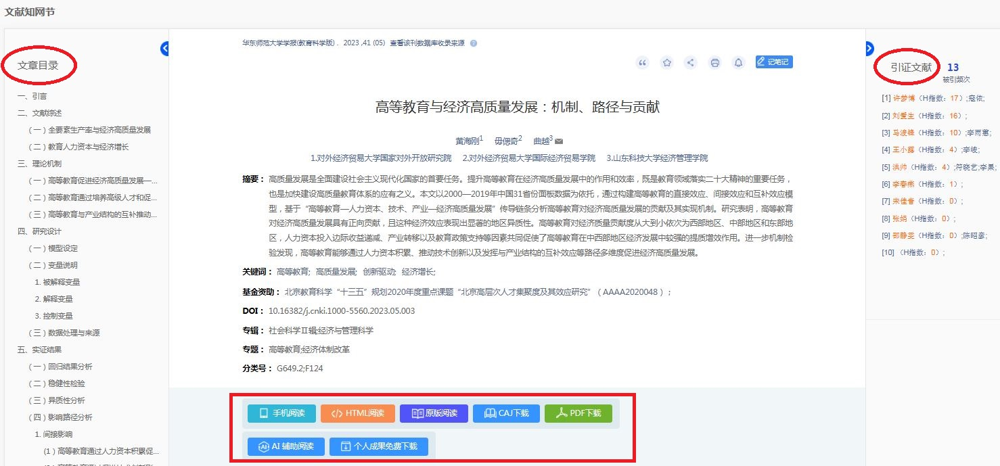 文献知网节
文章目录
一、引言
二、文献综述
（一）全要素生产率与经济高质量发展
（二）教育人力资本与经济增长
三、理论机制
（一）高等教育促进经济高质量发展—...
（二）高等教育通过培养高级人才和促...
（三）高等教育与产业结构的互补推动...
四、研究设计
（一）模型设定
（二）变量说明
1. 被解释变量
2. 解释变量
3. 控制变量
（三）数据处理与来源
五、实证结果
（一）回归结果分析
（二）稳健性检验
（三）异质性分析
（四）影响路径分析
1. 间接影响
（1）高等教育通过人力资本积累促...
华东师范大学学报(教育科学版) . 2023 ,41 (05) 查看该刊数据库收录来源
记笔记
高等教育与经济高质量发展：机制、路径与贡献
黄海刚1 毋偲奇2 曲越3
1.对外经济贸易大学国家对外开放研究院 2.对外经济贸易大学国际经济贸易学院 3.山东科技大学经济管理学院
摘要： 高质量发展是全面建设社会主义现代化国家的首要任务。提升高等教育在经济高质量发展中的作用和效率，既是教育领域落实二十大精神的重要任务，
也是加快建设高质量教育体系的应有之义。本文以2000—2019年中国31省份面板数据为依托，通过构建高等教育的直接效应、间接效应和互补效应模
型，基于“高等教育—人力资本、技术、产业—经济高质量发展”传导链条分析高等教育对经济高质量发展的贡献及其实现机制。研究表明，高等教育
对经济高质量发展具有正向贡献，且这种经济效应表现出显著的地区异质性。高等教育对经济质量贡献度从大到小依次为西部地区、中部地区和东部地
区，人力资本投入边际收益递减、产业转移以及教育政策支持等因素共同促使了高等教育在中西部地区经济发展中较强的提质增效作用。进一步机制检
验发现，高等教育能够通过人力资本积累、推动技术创新以及发挥与产业结构的互补效应等路径多维度促进经济高质量发展。
关键词： 高等教育; 高质量发展; 创新驱动; 经济增长;
基金资助： 北京教育科学“十三五”规划2020年度重点课题“北京高层次人才集聚度及其效应研究”（AAAA2020048）;
DOI： 10.16382/j.cnki.1000-5560.2023.05.003
专辑： 社会科学Ⅱ辑;经济与管理科学
专题： 高等教育;经济体制改革
分类号： G649.2;F124
手机阅读 HTML阅读 原版阅读 CAJ下载 PDF下载
AI 辅助阅读 个人成果免费下载
引证文献 13
被引频次
[1] 许梦博（H指数：17）;寇依;
[2] 刘爱生（H指数：16）;
[3] 马浚锋（H指数：10）;李雨蕙;
[4] 王小露（H指数：4）;李峻;
[5] 洪帅（H指数：4）;符晓艺;李果;
[6] 李春燕（H指数：1）;
[7] 宋佳音（H指数：0）;
[8] 张娟（H指数：0）;
[9] 邵静雯（H指数：0）;陈昭彦;
[10] （H指数：0）;